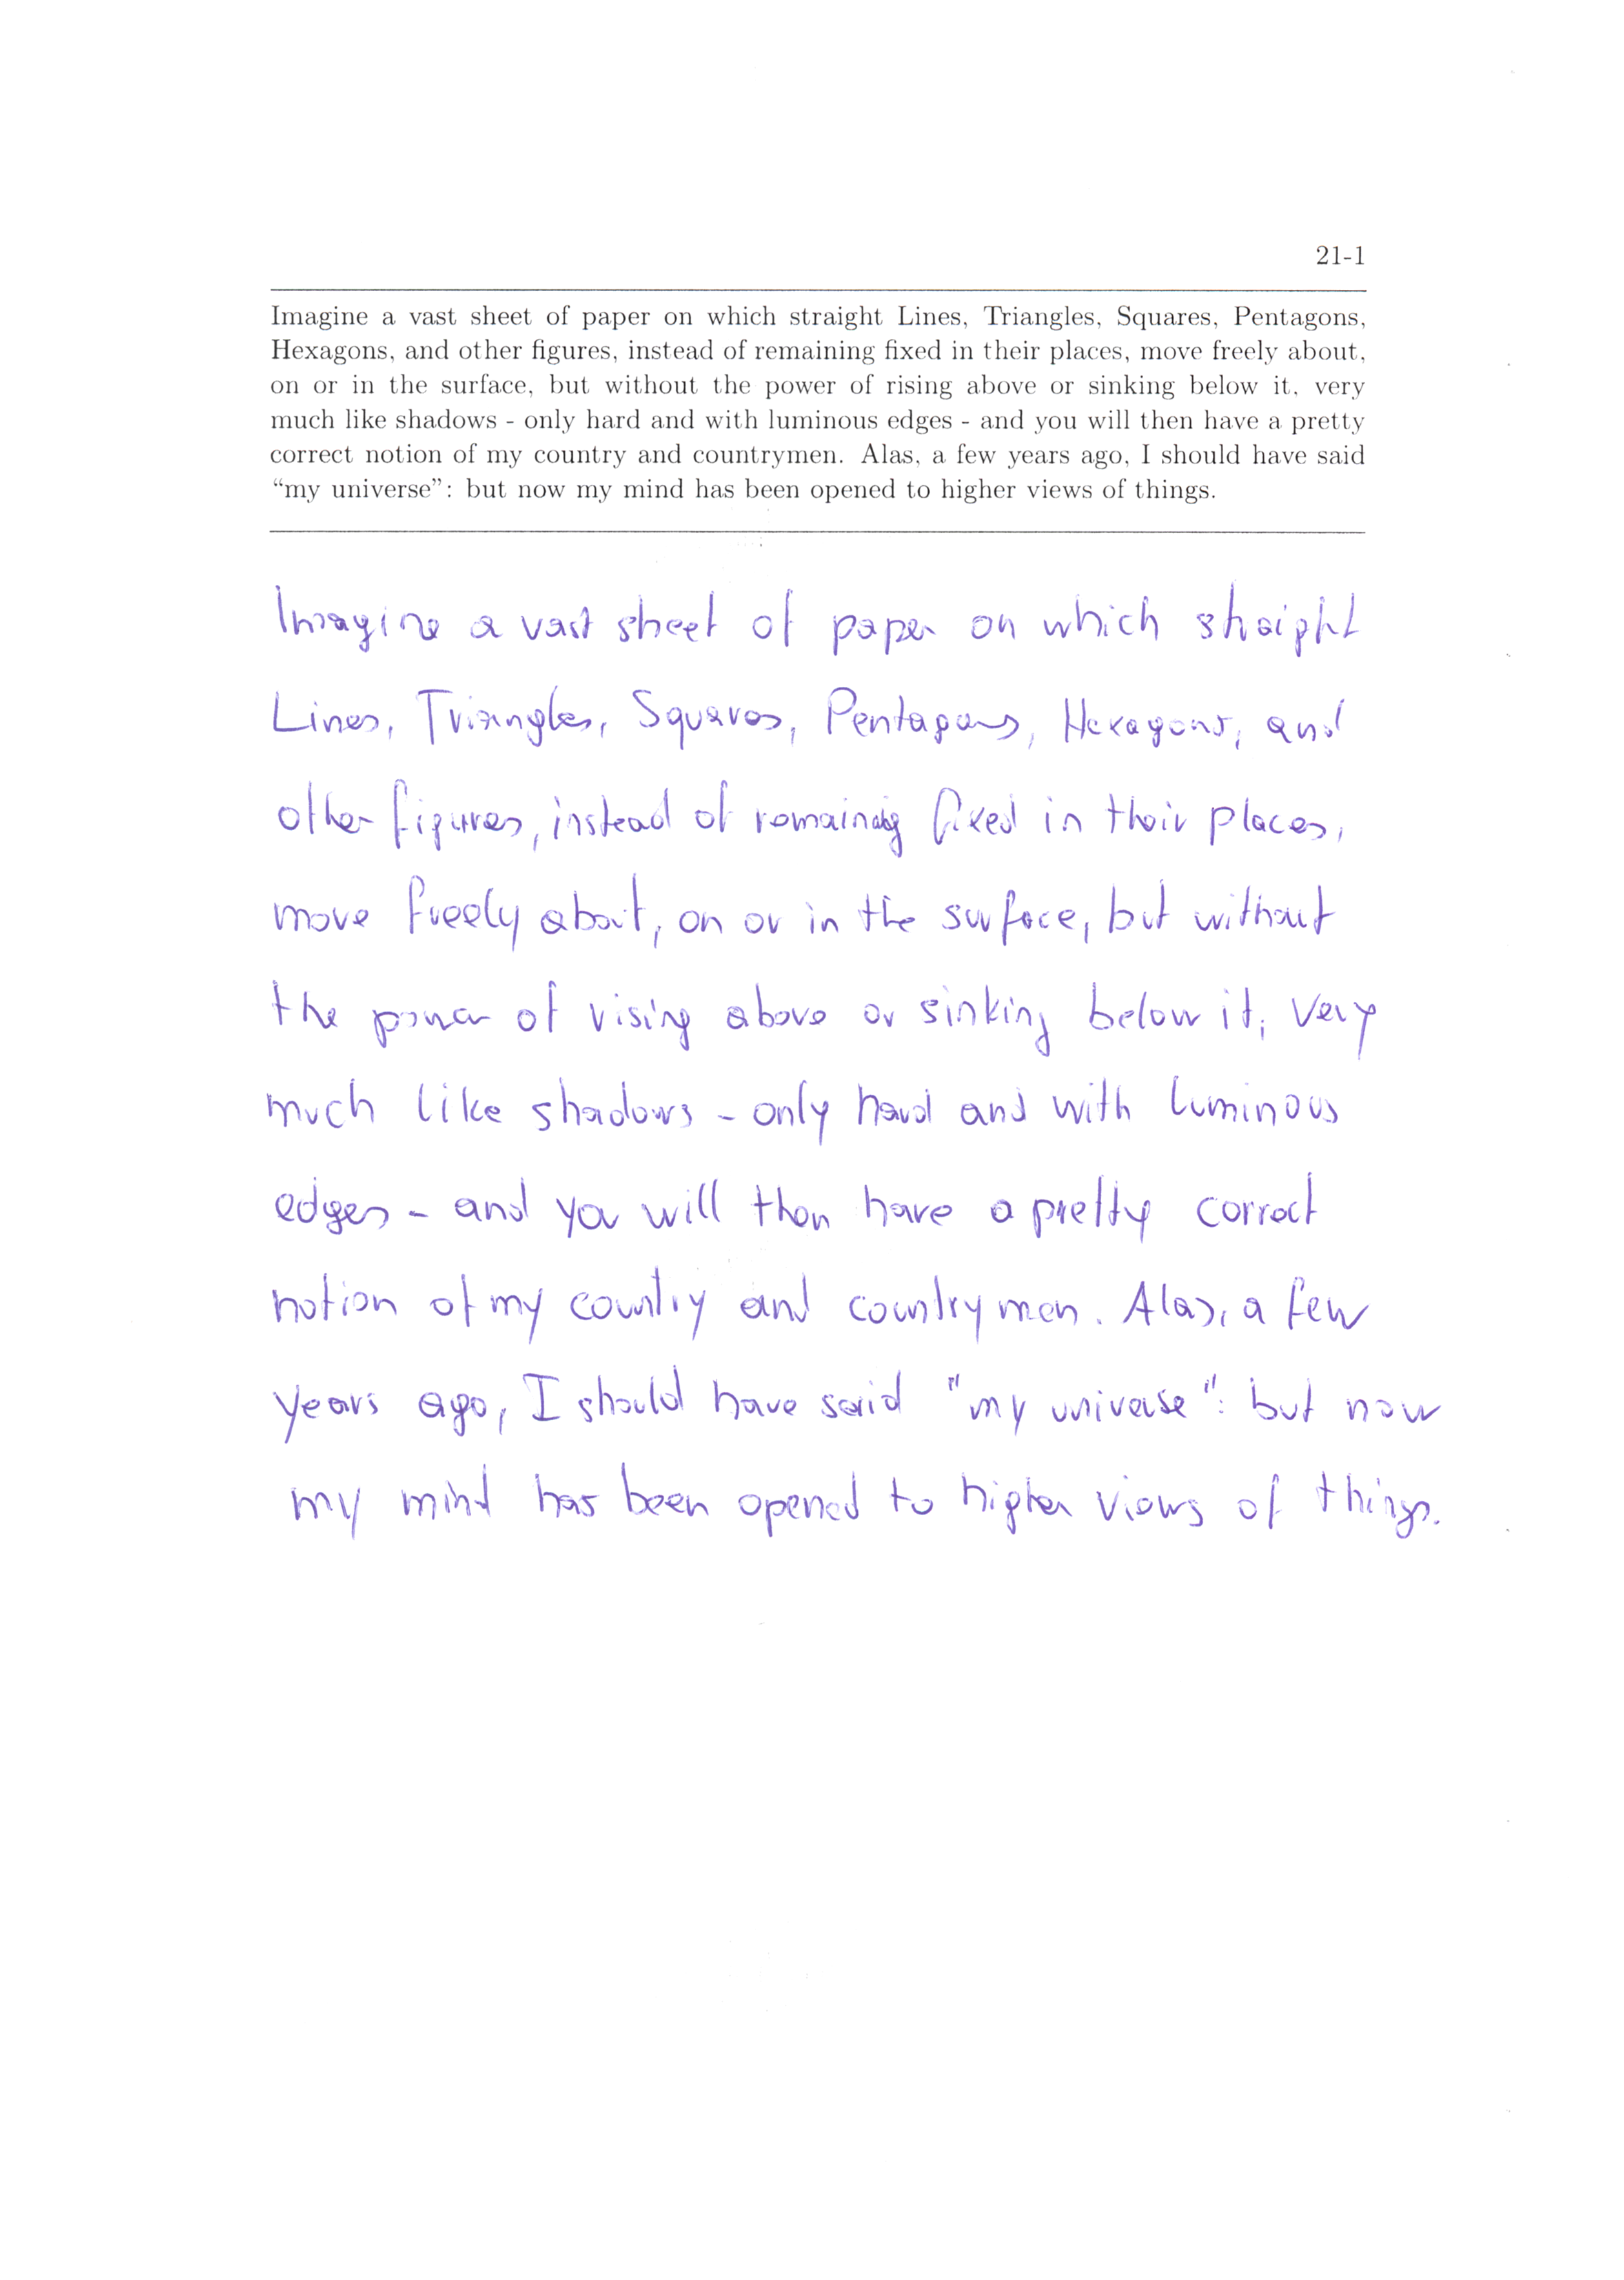 21-1
Imagine a vast sheet of paper on which straight Lines, Triangles, Squares, Pentagons,
Hexagons, and other figures, instead of remaining fixed in their places, move freely about,
on or in the surface, but without the power of rising above or sinking below it, very
much like shadows - only hard and with luminous edges - and you will then have a pretty
correct notion of my country and countrymen. Alas, a few years ago, I should have said
“my universe”: but now my mind has been opened to higher views of things.
Imagine a vast sheet of paper on which straight
Lines, Triangles, Squares, Pentagons, Hexagons, and
other figures, instead of remaining fixed in their places,
move freely about, on or in the surface, but without
the power of rising above or sinking below it, very
much like shadows - only hard and with luminous
edges - and you will then have a pretty correct
notion of my country and countrymen. Alas, a few
years ago, I should have said "my universe": but now
my mind has been opened to higher views of things.